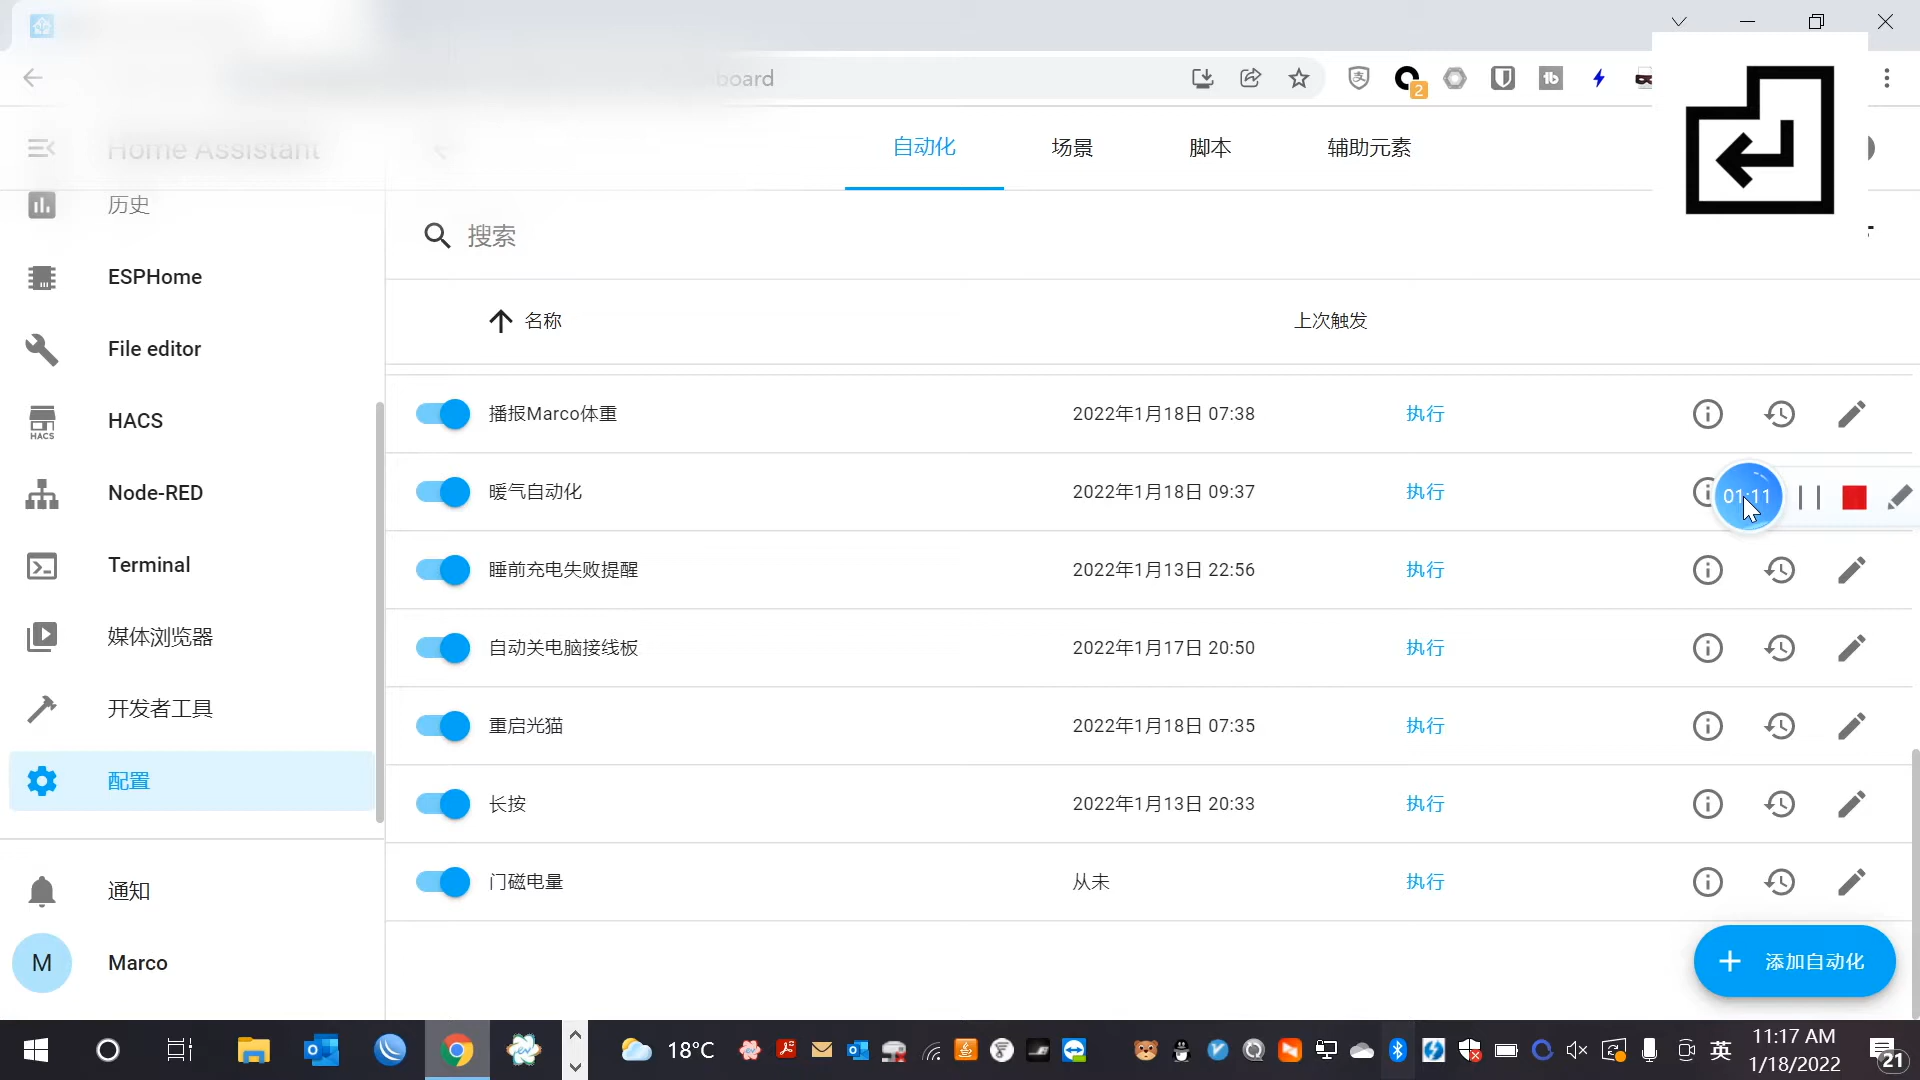 board
2
1b
Home Assistant
自动化
场景
脚本
辅助元素
历史
搜索
ESPHome
名称
上次触发
File editor
HACS
HACS
播报Marco体重
2022年1月18日 07:38
执行
Node-RED
暖气自动化
2022年1月18日 09:37
执行
01:11
Terminal
睡前充电失败提醒
2022年1月13日 22:56
执行
媒体浏览器
自动关电脑接线板
2022年1月17日 20:50
执行
开发者工具
重启光猫
2022年1月18日 07:35
执行
配置
长按
2022年1月13日 20:33
执行
通知
门磁电量
从未
执行
M
Marco
添加自动化
18°C
英
11:17 AM
1/18/2022
21